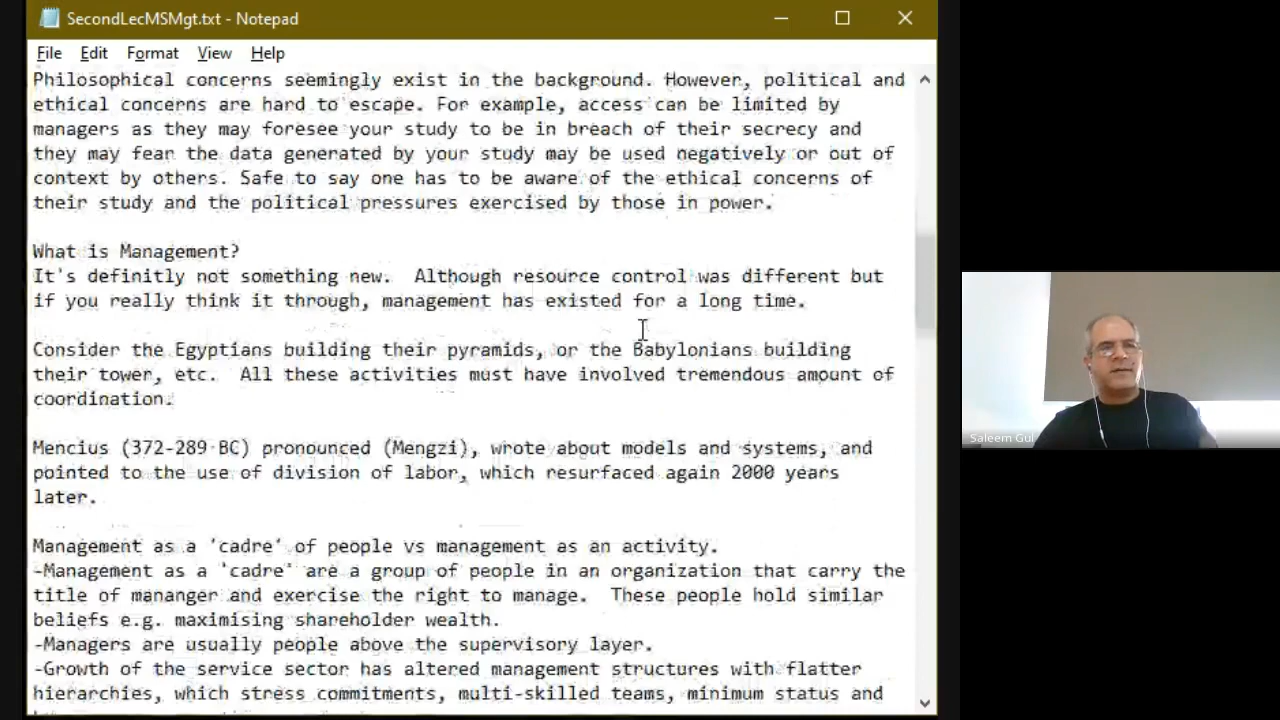 SecondLecMSMgt.txt - Notepad
File Edit Format View Help
Philosophical concerns seemingly exist in the background. However, political and
ethical concerns are hard to escape. For example, access can be limited by
managers as they may foresee your study to be in breach of their secrecy and
they may fear the data generated by your study may be used negatively or out of
context by others. Safe to say one has to be aware of the ethical concerns of
their study and the political pressures exercised by those in power.
What is Management?
It's definitly not something new. Although resource control was different but
if you really think it through, management has existed for a long time.
Consider the Egyptians building their pyramids, or the Babylonians building
their tower, etc. All these activities must have involved tremendous amount of
coordination.
Mencius (372-289 BC) pronounced (Mengzi), wrote about models and systems, and
pointed to the use of division of labor, which resurfaced again 2000 years
later.
Management as a 'cadre' of people vs management as an activity.
-Management as a 'cadre' are a group of people in an organization that carry the
title of mananger and exercise the right to manage. These people hold similar
beliefs e.g. maximising shareholder wealth.
-Managers are usually people above the supervisory layer.
-Growth of the service sector has altered management structures with flatter
hierarchies, which stress commitments, multi-skilled teams, minimum status and
Saleem Gul